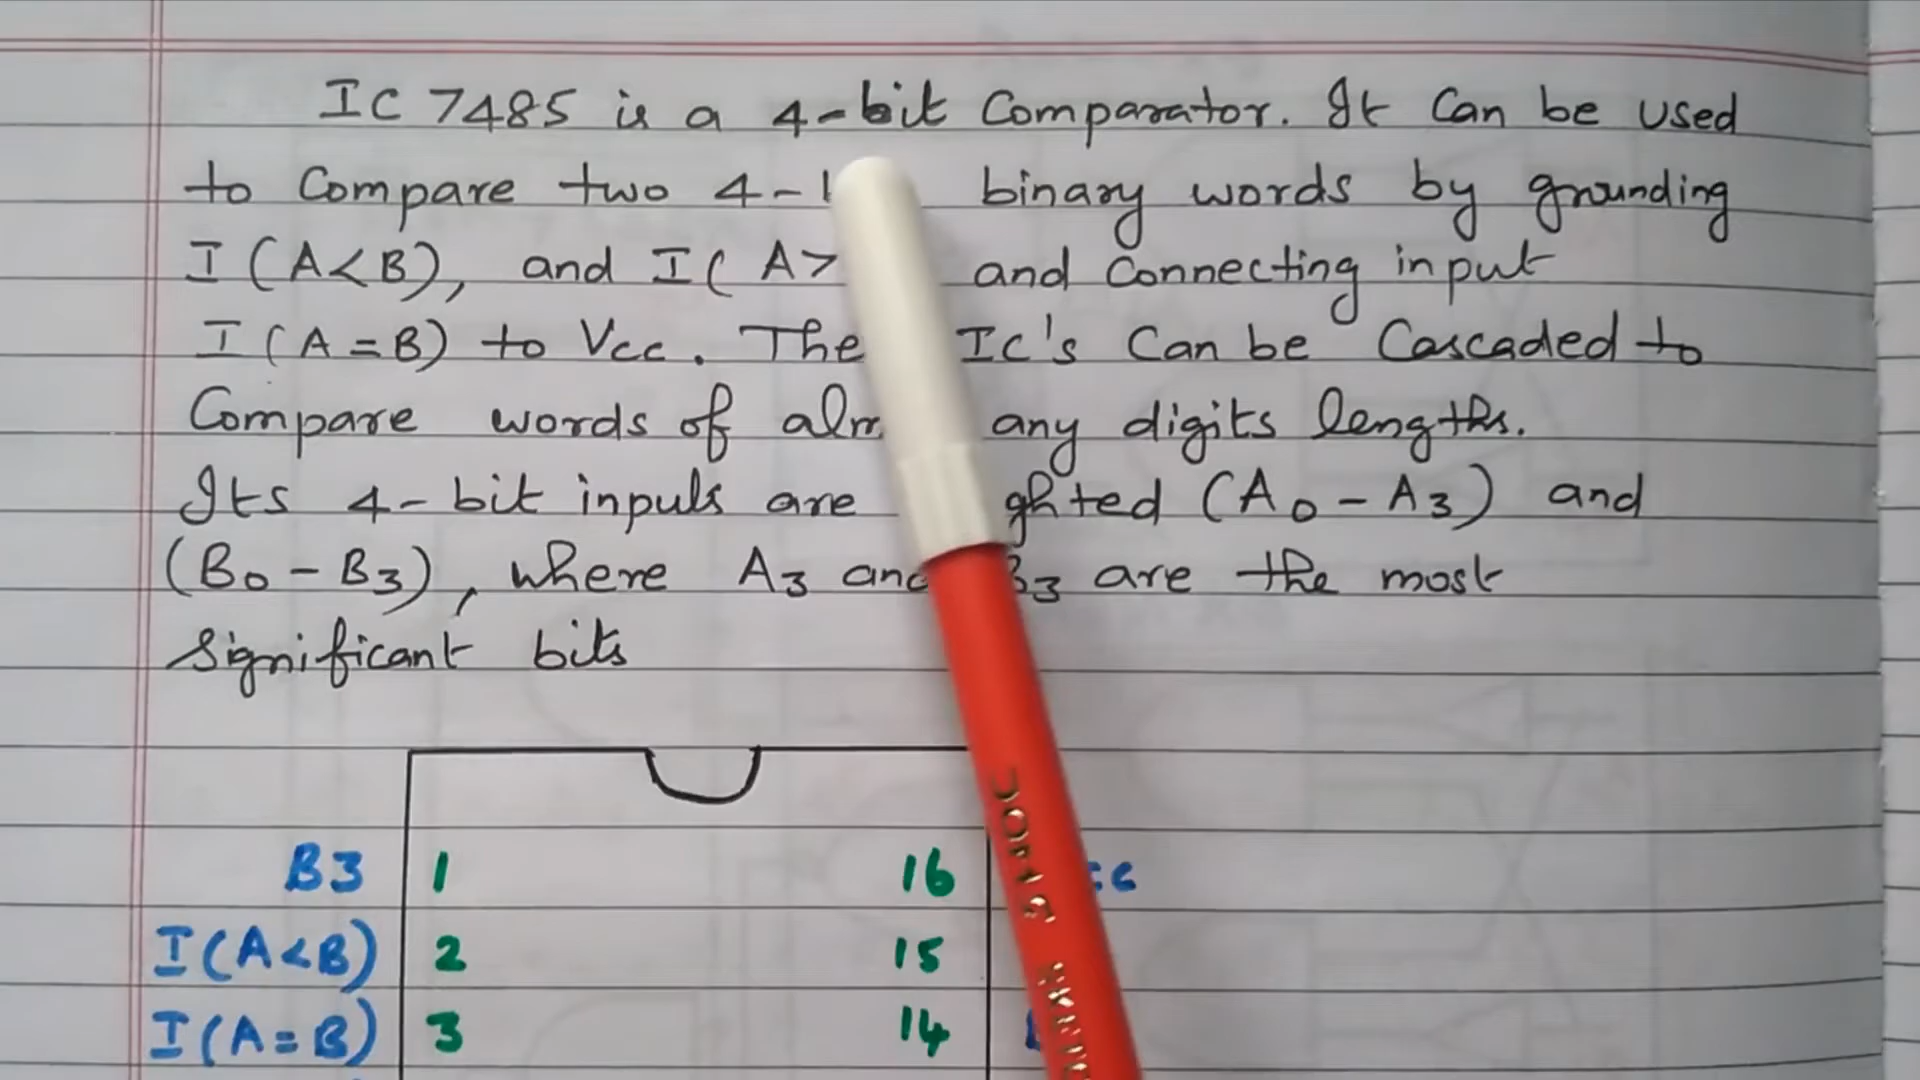 IC 7485 is a 4-bit Comparator. It Can be used
to Compare two 4- binary words by grounding
I(A<B), and I(A> and connecting input
I(A=B) to Vcc. The IC's Can be Cascaded to
Compare words of any digits lengths.
Its 4-bit inputs are (A0-A3) and
(B0-B3), where A3 and B3 are the most
significant bits
B3 1 16
I(A<B) 2 15
I(A=B) 3 14